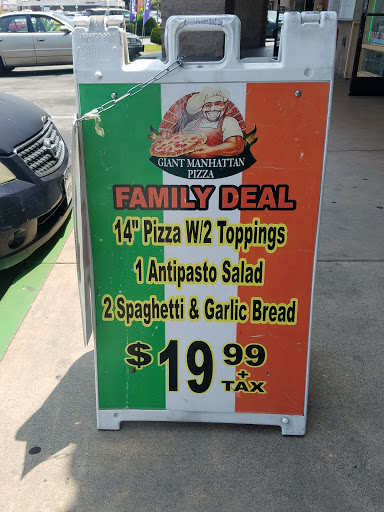 GIANT MANHATTAN
PIZZA
FAMILY DEAL
14" Pizza W/2 Toppings
1 Antipasto Salad
2 Spaghetti & Garlic Bread
$19.99
+
TAX